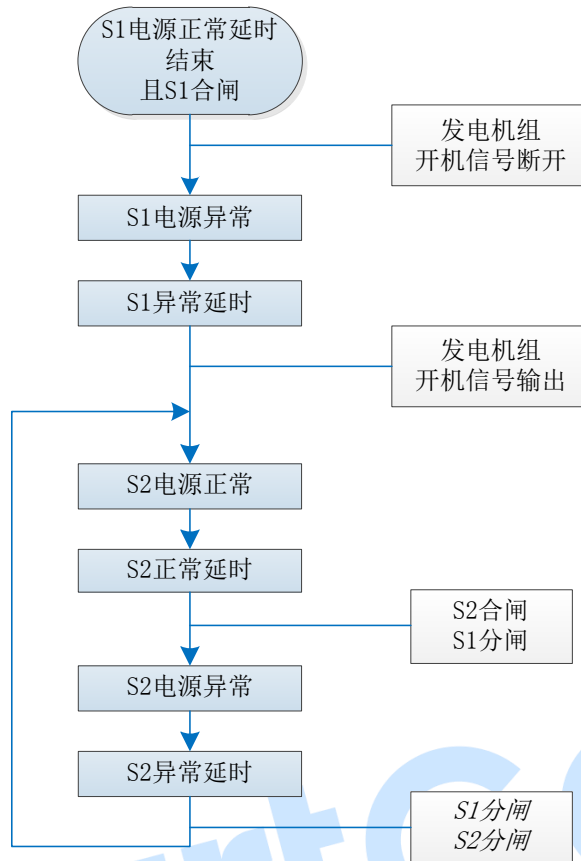 S1电源正常延时
结束
且S1合闸
发电机组
开机信号断开
S1电源异常
S1异常延时
发电机组
开机信号输出
S2电源正常
S2正常延时
S2合闸
S1分闸
S2电源异常
S2异常延时
S1分闸
S2分闸